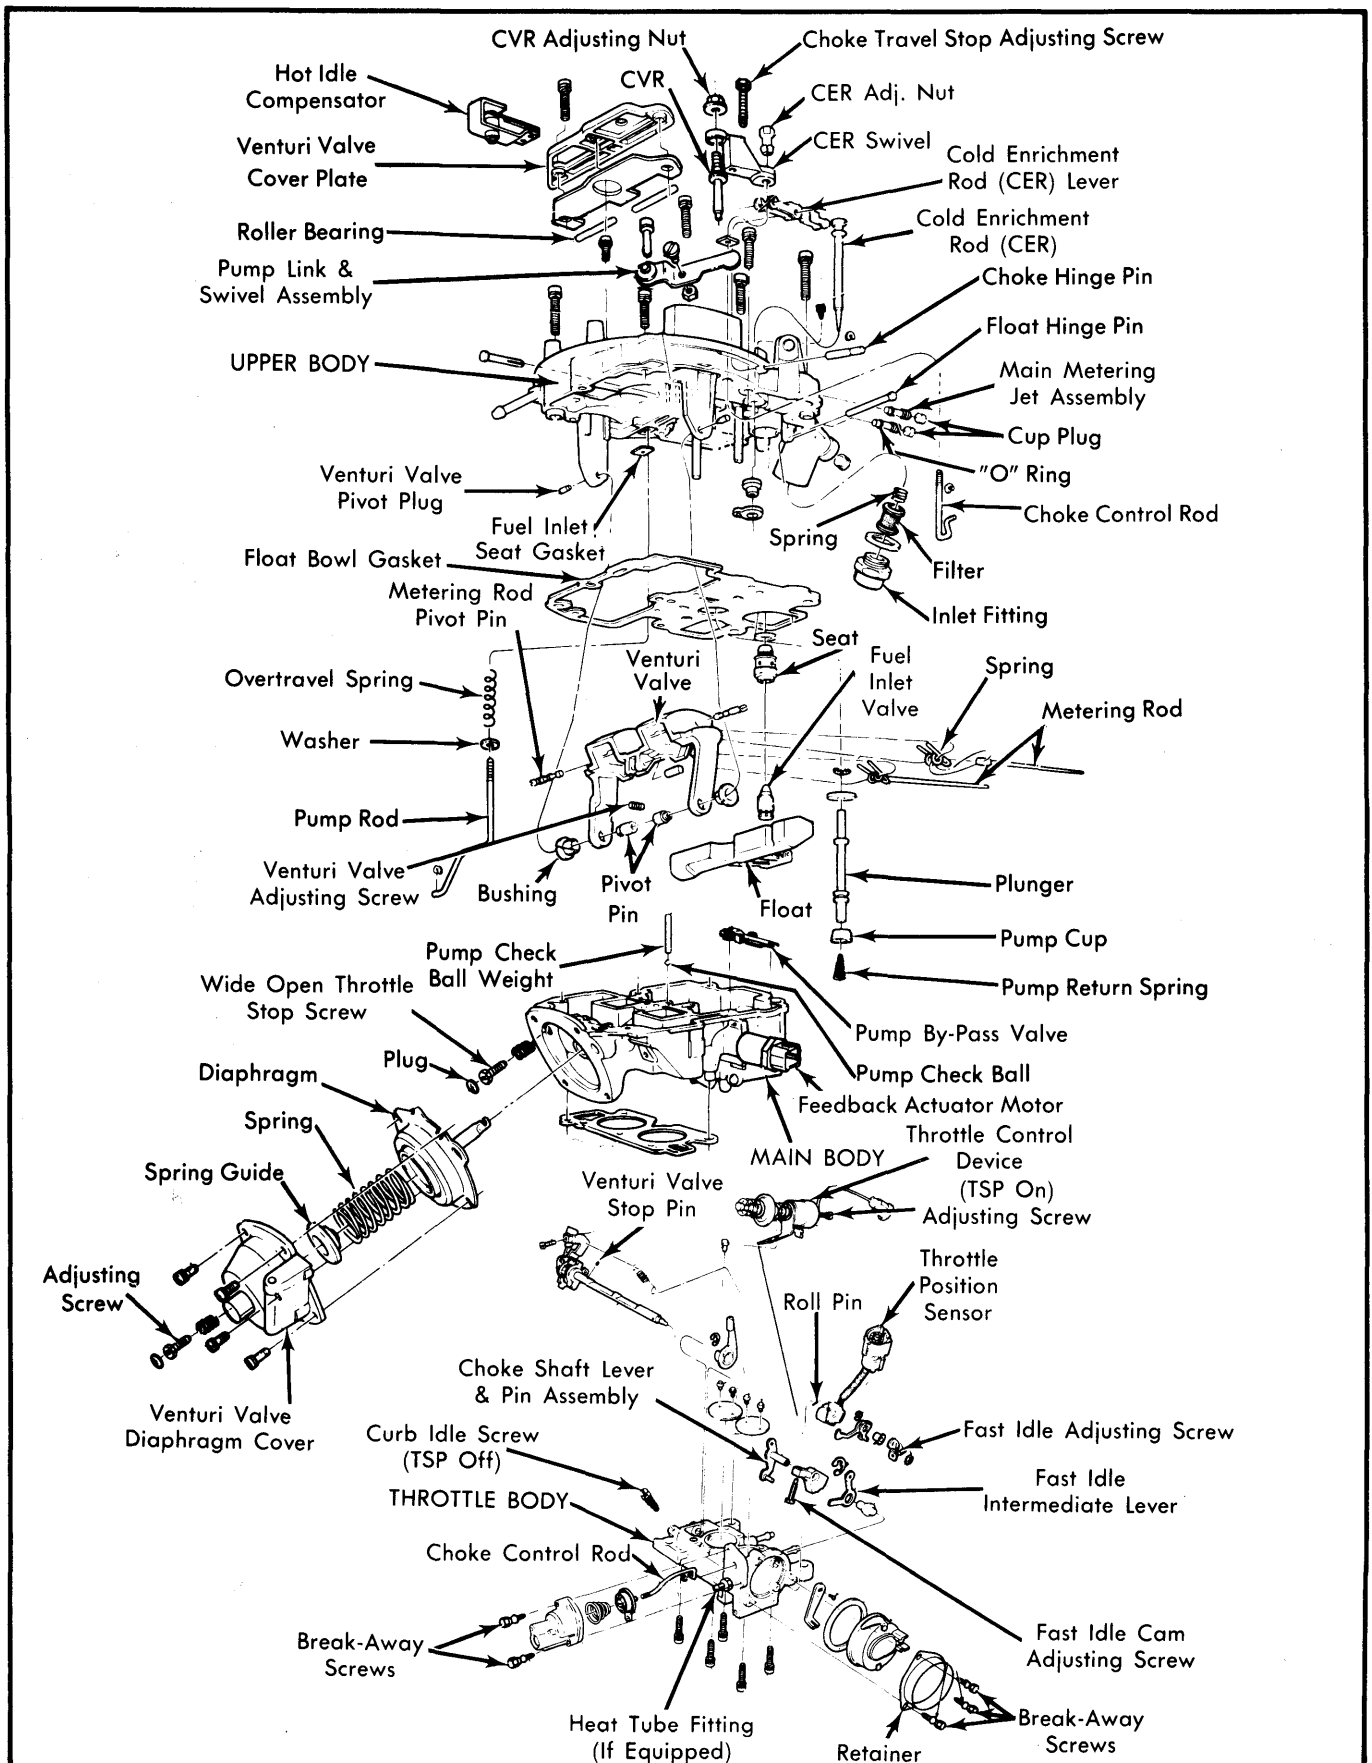 CVR Adjusting Nut
Choke Travel Stop Adjusting Screw
Hot Idle
Compensator
CVR
CER Adj. Nut
Venturi Valve
Cover Plate
CER Swivel
Cold Enrichment
Rod (CER) Lever
Roller Bearing
Cold Enrichment
Rod (CER)
Pump Link &
Swivel Assembly
Choke Hinge Pin
Float Hinge Pin
UPPER BODY
Main Metering
Jet Assembly
Cup Plug
"O" Ring
Venturi Valve
Pivot Plug
Choke Control Rod
Fuel Inlet
Seat Gasket
Spring
Float Bowl Gasket
Filter
Metering Rod
Pivot Pin
Inlet Fitting
Seat
Venturi
Valve
Fuel
Inlet
Valve
Spring
Overtravel Spring
Metering Rod
Washer
Pump Rod
Venturi Valve
Adjusting Screw
Bushing
Pivot
Pin
Float
Plunger
Pump Cup
Pump Check
Ball Weight
Wide Open Throttle
Stop Screw
Pump Return Spring
Pump By-Pass Valve
Plug
Diaphragm
Pump Check Ball
Feedback Actuator Motor
Spring
MAIN BODY
Throttle Control
Device
(TSP On)
Adjusting Screw
Spring Guide
Venturi Valve
Stop Pin
Throttle
Position
Sensor
Adjusting
Screw
Roll Pin
Choke Shaft Lever
& Pin Assembly
Venturi Valve
Diaphragm Cover
Curb Idle Screw
(TSP Off)
Fast Idle Adjusting Screw
Fast Idle
Intermediate Lever
THROTTLE BODY
Choke Control Rod
Break-Away
Screws
Fast Idle Cam
Adjusting Screw
Heat Tube Fitting
(If Equipped)
Retainer
Break-Away
Screws